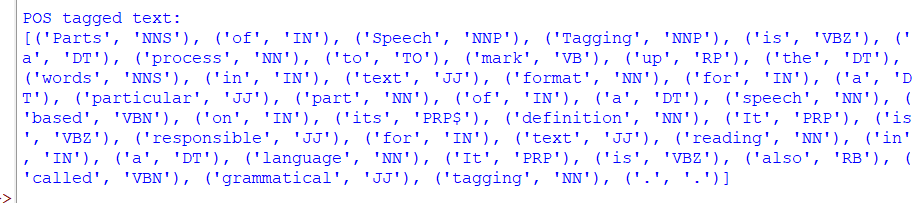 POS tagged text:
[('Parts', 'NNS'), ('of', 'IN'), ('Speech', 'NNP'), ('Tagging', 'NNP'), ('is', 'VBZ'), ('
a', 'DT'), ('process', 'NN'), ('to', 'TO'), ('mark', 'VB'), ('up', 'RP'), ('the', 'DT'),
('words', 'NNS'), ('in', 'IN'), ('text', 'JJ'), ('format', 'NN'), ('for', 'IN'), ('a', 'D
T'), ('particular', 'JJ'), ('part', 'NN'), ('of', 'IN'), ('a', 'DT'), ('speech', 'NN'), (
'based', 'VBN'), ('on', 'IN'), ('its', 'PRP$'), ('definition', 'NN'), ('It', 'PRP'), ('is
', 'VBZ'), ('responsible', 'JJ'), ('for', 'IN'), ('text', 'JJ'), ('reading', 'NN'), ('in'
, 'IN'), ('a', 'DT'), ('language', 'NN'), ('It', 'PRP'), ('is', 'VBZ'), ('also', 'RB'), (
'called', 'VBN'), ('grammatical', 'JJ'), ('tagging', 'NN'), ('.', '.')]
>